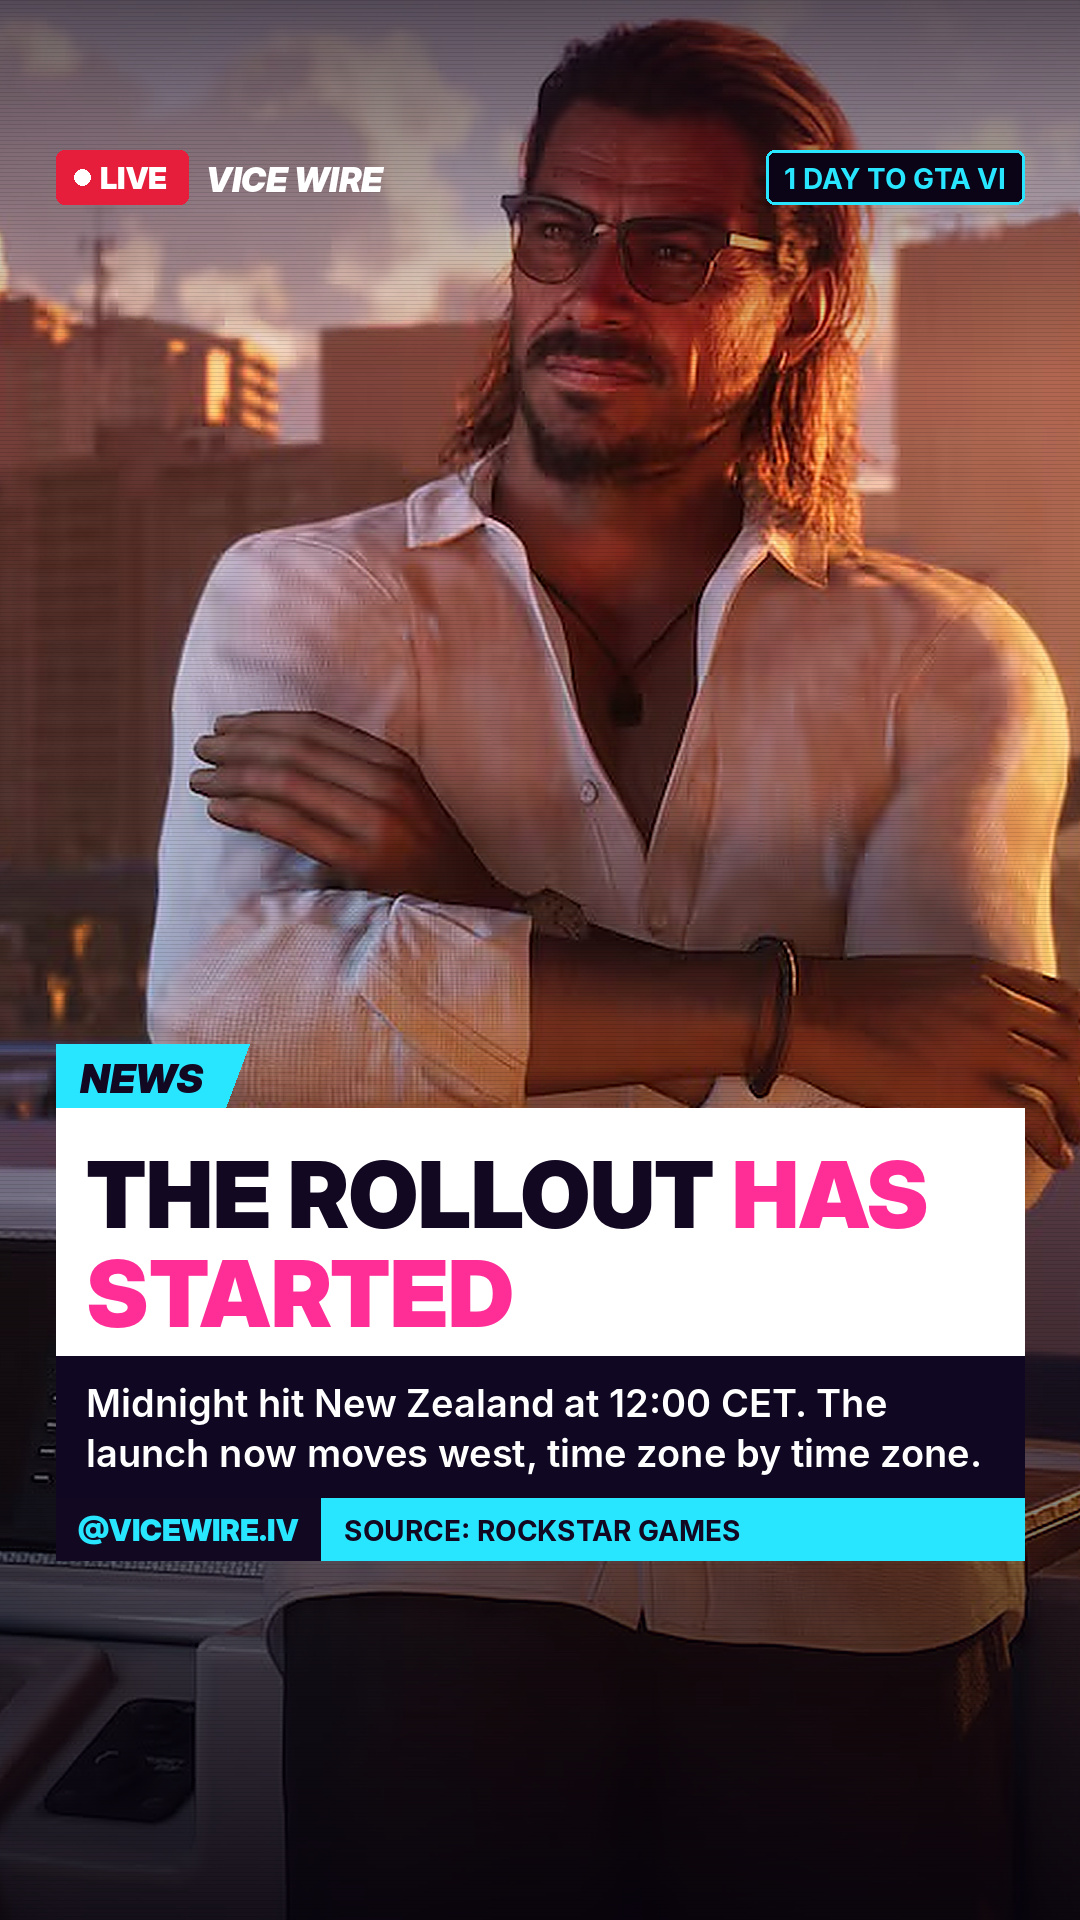 LIVE
VICE WIRE
1 DAY TO GTA VI
NEWS
THE ROLLOUT HAS
STARTED
Midnight hit New Zealand at 12:00 CET. The
launch now moves west, time zone by time zone.
@VICEWIRE.IV
SOURCE: ROCKSTAR GAMES